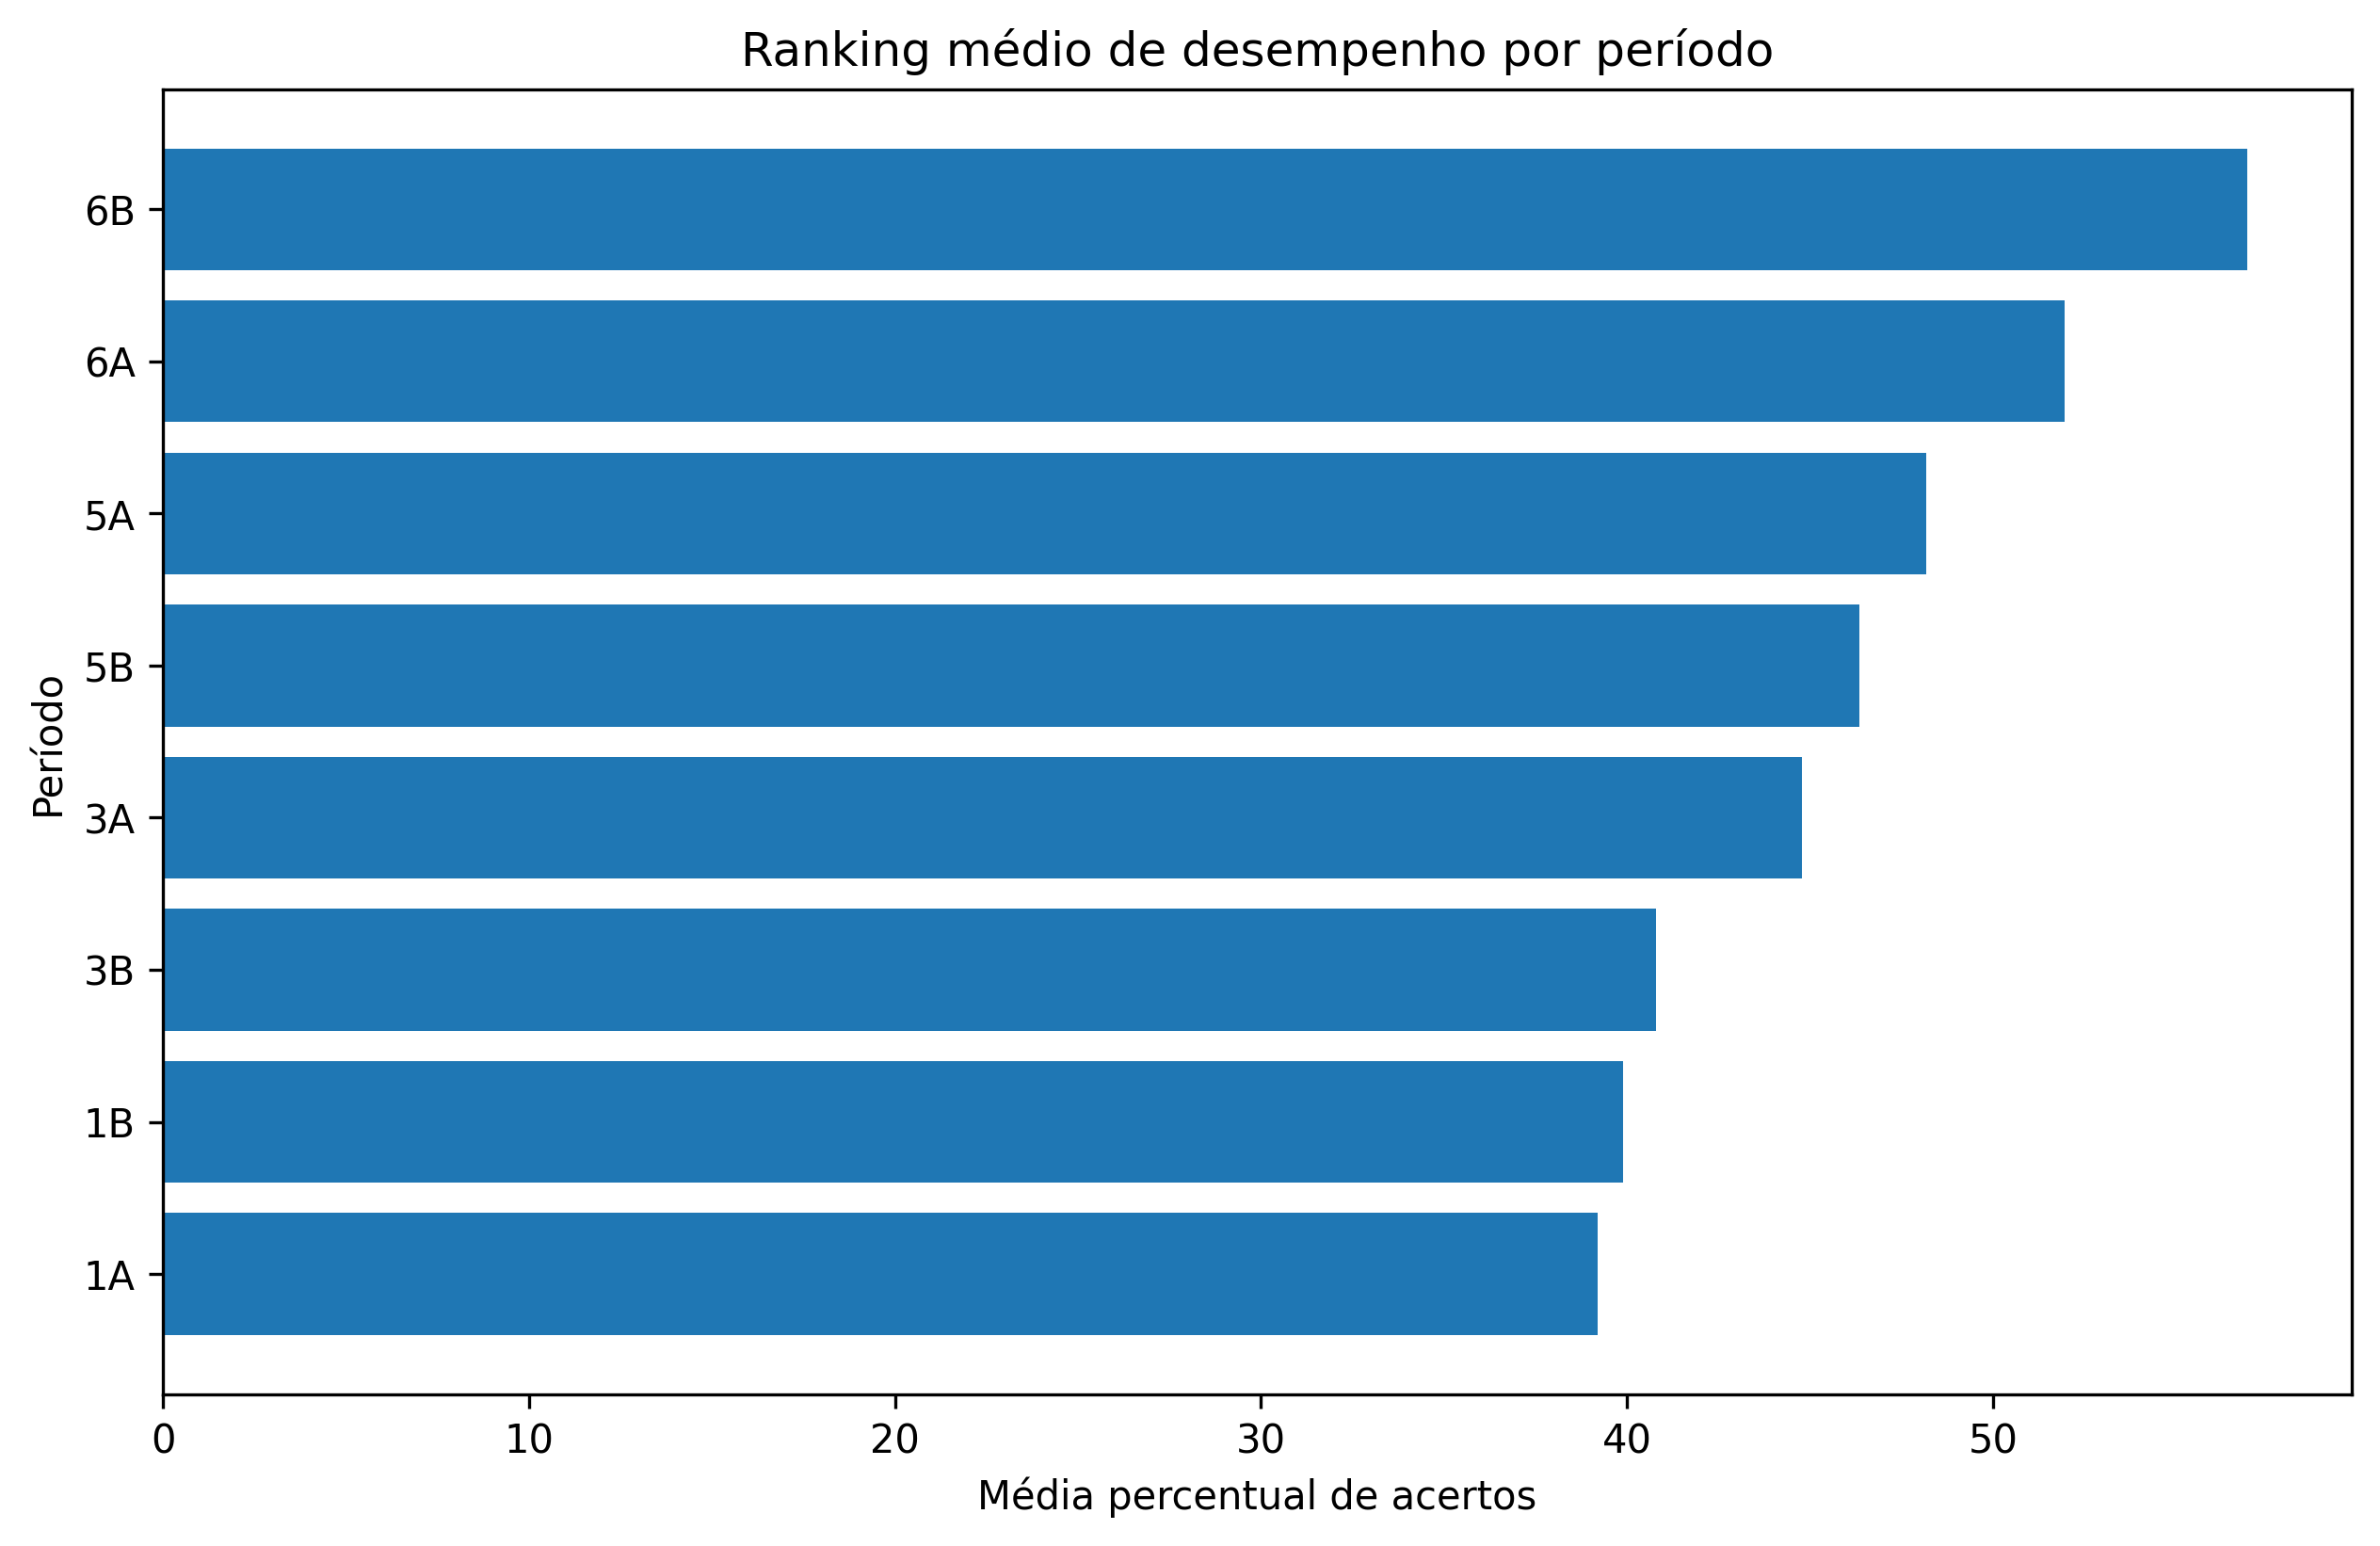 Ranking médio de desempenho por período
Período
6B
6A
5A
5B
3A
3B
1B
1A
0 10 20 30 40 50
Média percentual de acertos